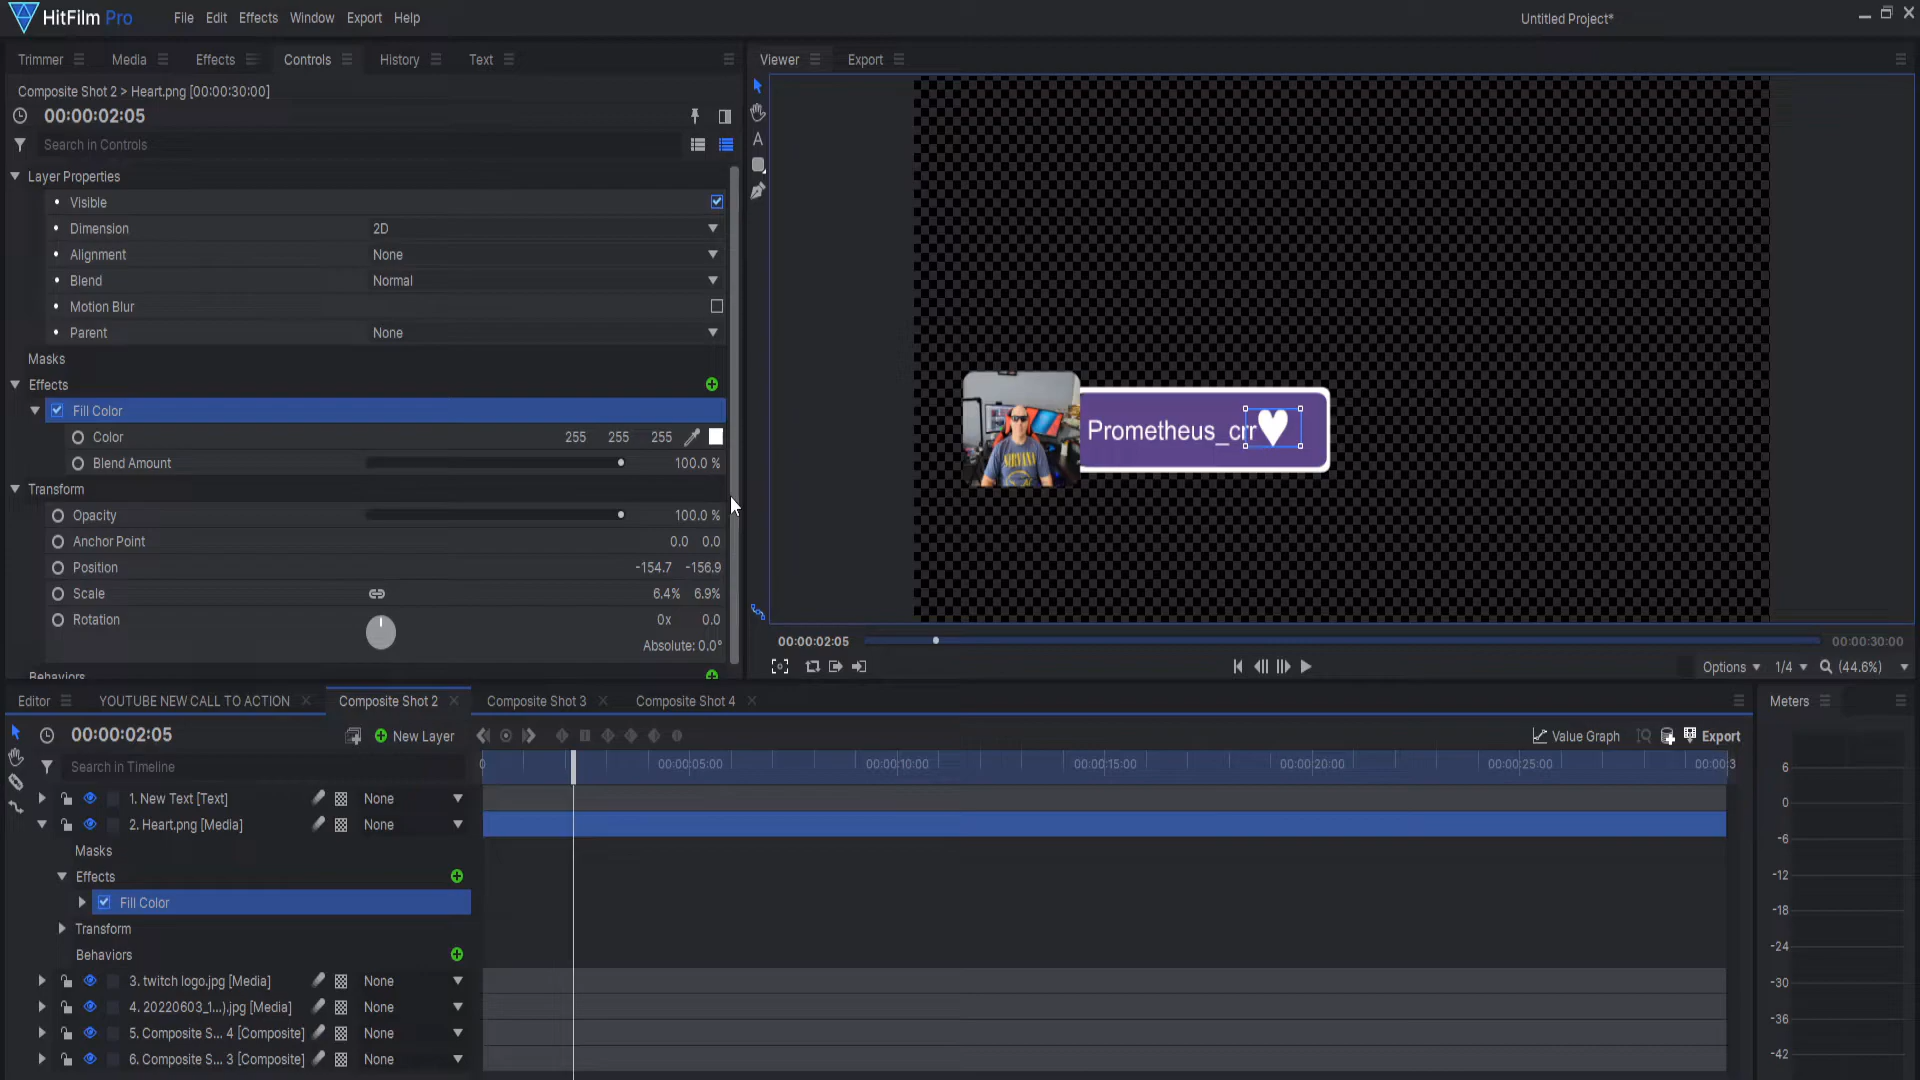 HitFilm Pro
File Edit Effects Window Export Help
Untitled Project*
Trimmer Media Effects Controls History Text
Viewer Export
Composite Shot 2 > Heart.png [00:00:30:00]
00:00:02:05
Search in Controls
Layer Properties
Visible
Dimension 2D
Alignment None
Blend Normal
Motion Blur
Parent None
Masks
Effects
Fill Color
Color 255 255 255
Blend Amount 100.0 %
Transform
Opacity 100.0 %
Anchor Point 0.0 0.0
Position -154.7 -156.9
Scale 6.4% 6.9%
Rotation 0x 0.0
Absolute: 0.0°
Behaviors
Prometheus_crr
NIRVANA
00:00:02:05 00:00:30:00
Options 1/4 (44.6%)
Editor YOUTUBE NEW CALL TO ACTION Composite Shot 2 Composite Shot 3 Composite Shot 4
Meters
00:00:02:05
New Layer
Value Graph Export
Search in Timeline
0 00:00:05:00 00:00:10:00 00:00:15:00 00:00:20:00 00:00:25:00 00:00:3
1. New Text [Text] None
2. Heart.png [Media] None
Masks
Effects
Fill Color
Transform
Behaviors
3. twitch logo.jpg [Media] None
4. 20220603_1...).jpg [Media] None
5. Composite S... 4 [Composite] None
6. Composite S... 3 [Composite] None
6
0
-6
-12
-18
-24
-30
-36
-42